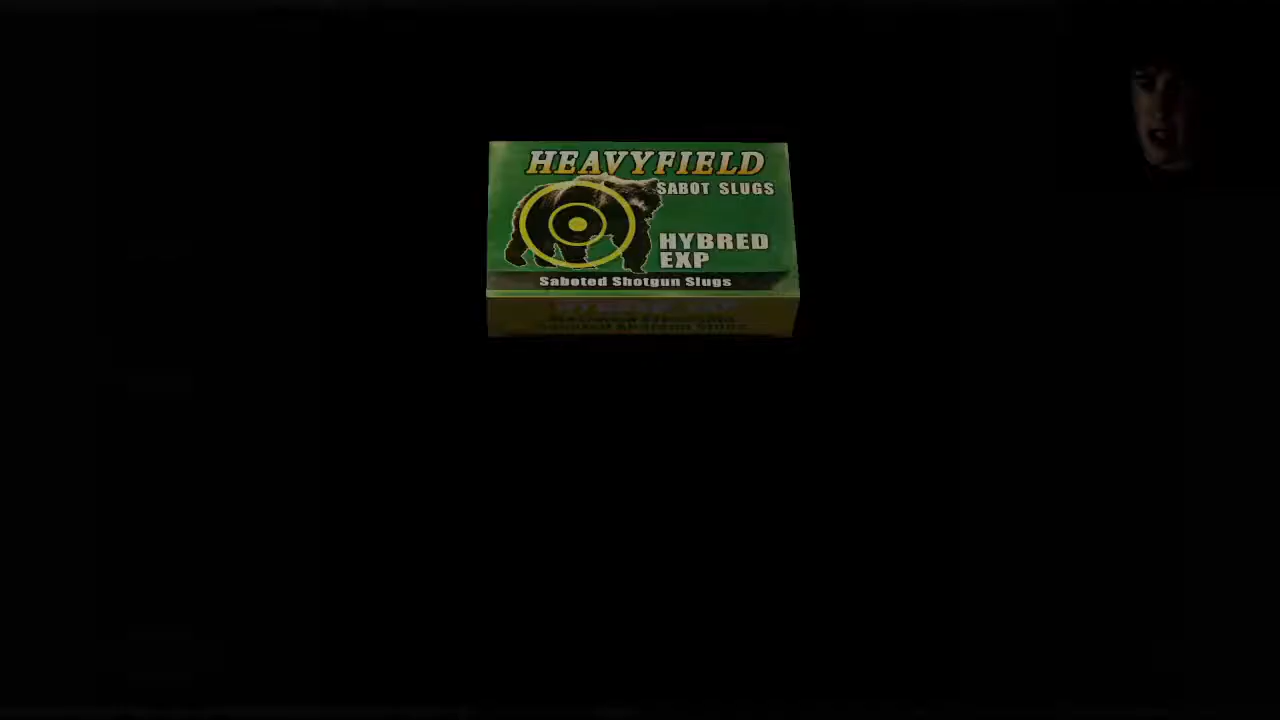 HEAVYFIELD
SABOT SLUGS
HYBRED
EXP
Saboted Shotgun Slugs